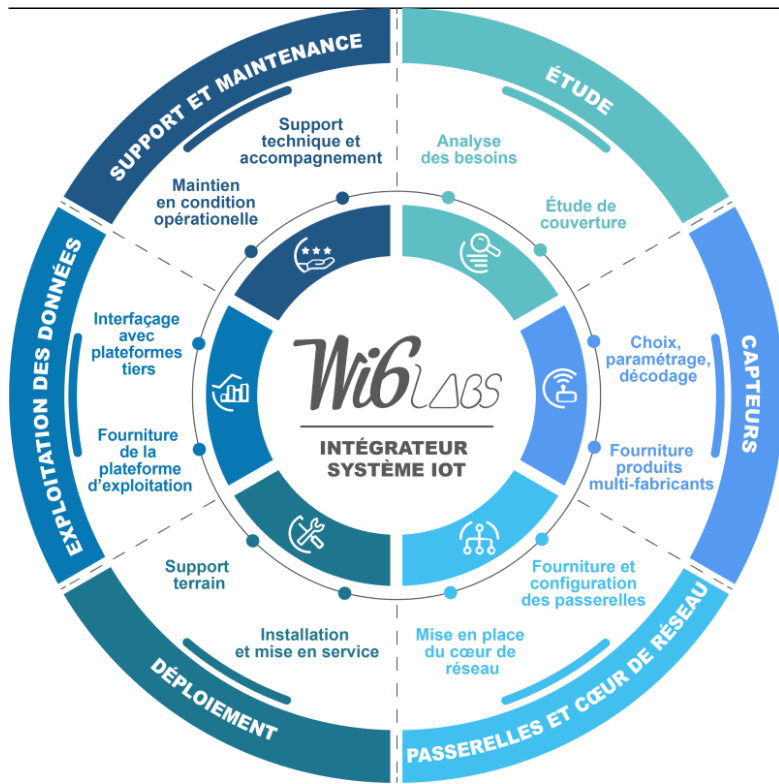 SUPPORT ET MAINTENANCE
ÉTUDE
Support
technique et
accompagnement
Maintien
en condition
opérationelle
Analyse
des besoins
Étude de
couverture
EXPLOITATION DES DONNÉES
Interfaçage
avec
plateformes
tiers
Fourniture
de la
plateforme
d'exploitation
Wi6LABS
INTÉGRATEUR
SYSTÈME IOT
Choix,
paramétrage,
décodage
Fourniture
produits
multi-fabricants
CAPTEURS
Support
terrain
Installation
et mise en service
DÉPLOIEMENT
Fourniture et
configuration
des passerelles
Mise en place
du cœur de
réseau
PASSERELLES ET CŒUR DE RÉSEAU